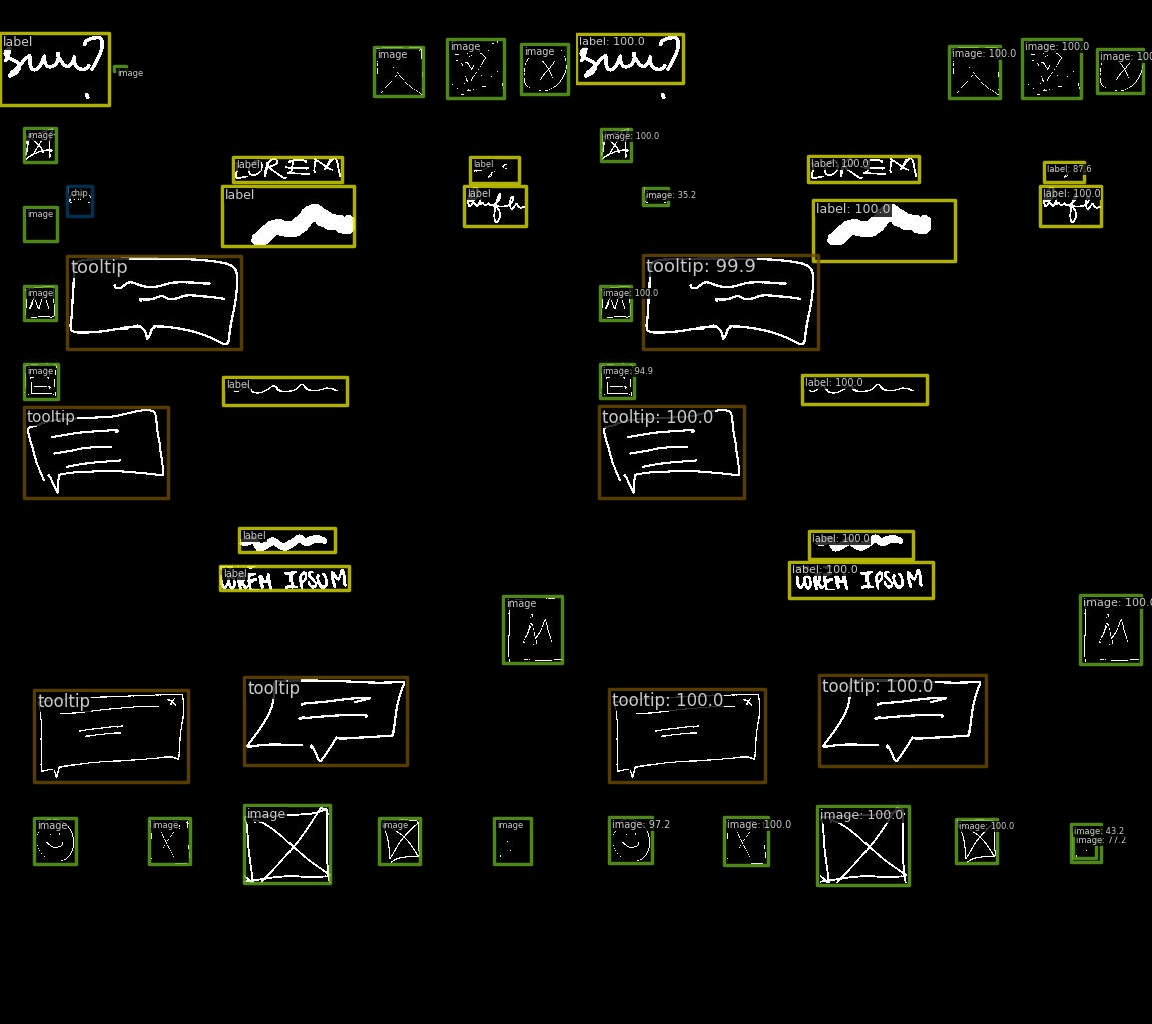 label
label: 100.0
image
image
image
image
image: 100.0
image: 100.0
image
image: 100.0
label
LOREM
label
label: 100.0
LOREM
label: 87.6
chip
label
label
image: 35.2
label: 100.0
label: 100.0
image
tooltip
tooltip: 99.9
image
image: 100.0
image
label
image: 94.9
label: 100.0
tooltip
tooltip: 100.0
label
label: 100.0
label
LOREM IPSUM
label: 100.0
LOREM IPSUM
image
image: 100.0
tooltip
x
tooltip
tooltip: 100.0
x
tooltip: 100.0
image
image
image
image
image
image: 97.2
image: 100.0
image: 100.0
image: 100.0
image: 43.2
image: 77.2